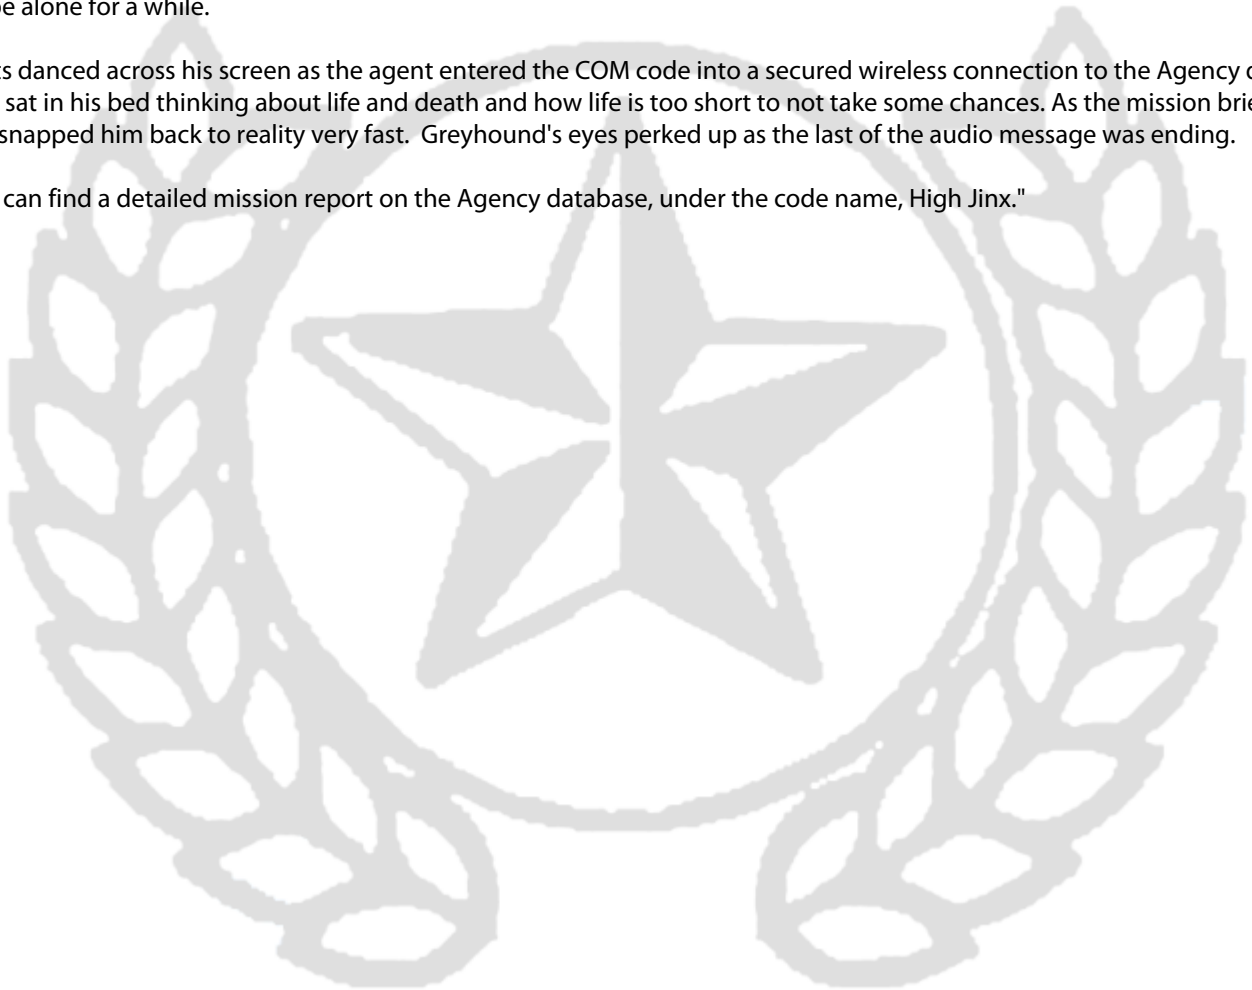 be alone for a while.
ts danced across his screen as the agent entered the COM code into a secured wireless connection to the Agency
sat in his bed thinking about life and death and how life is too short to not take some chances. As the mission
snapped him back to reality very fast. Greyhound's eyes perked up as the last of the audio message was ending.
can find a detailed mission report on the Agency database, under the code name, High Jinx."